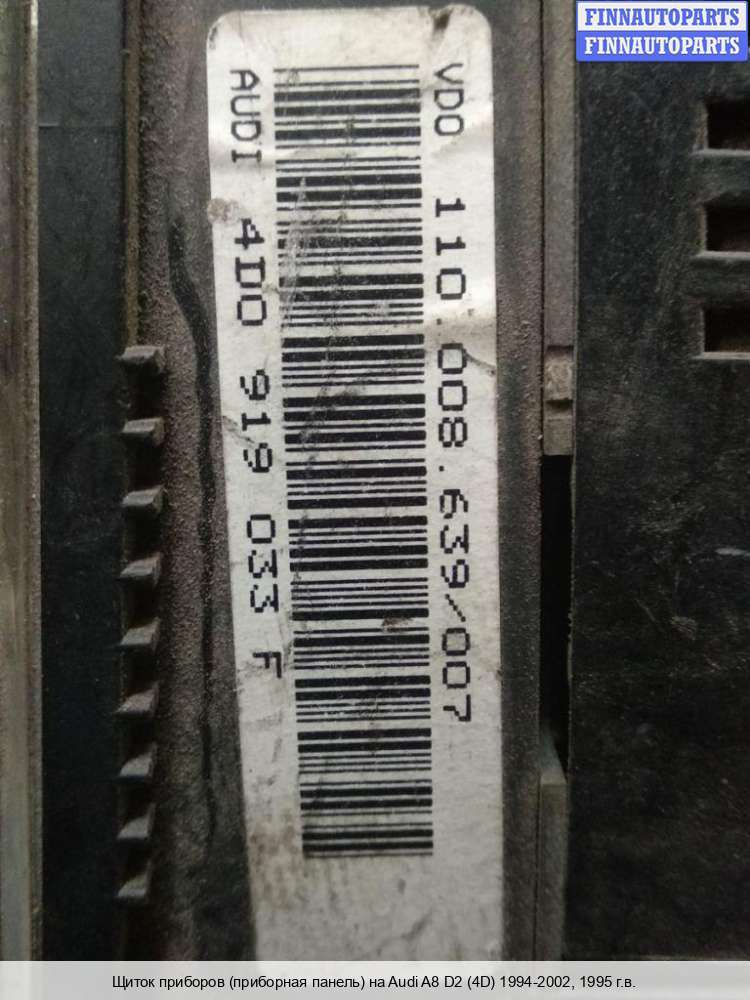 FINNAUTOPARTS
FINNAUTOPARTS
VDO 110.008.639/007
AUDI 4D0 919 033 F
Щиток приборов (приборная панель) на Audi A8 D2 (4D) 1994-2002, 1995 г.в.